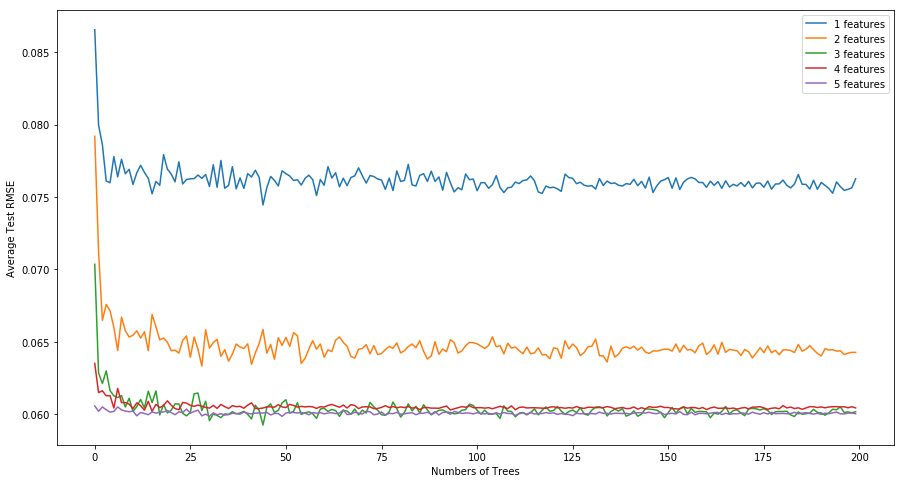 1 features
2 features
3 features
4 features
5 features
0.085
0.080
0.075
0.070
0.065
0.060
Average Test RMSE
0 25 50 75 100 125 150 175 200
Numbers of Trees